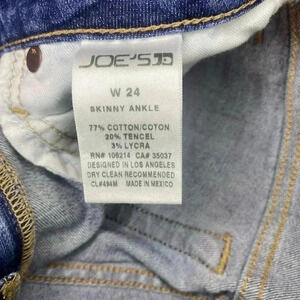 JOE'S JD
W 24
SKINNY ANKLE
77% COTTON/COTON
20% TENCEL
3% LYCRA
RN# 106214 CA# 35037
DESIGNED IN LOS ANGELES
DRY CLEAN RECOMMENDED
CL#494M MADE IN MEXICO